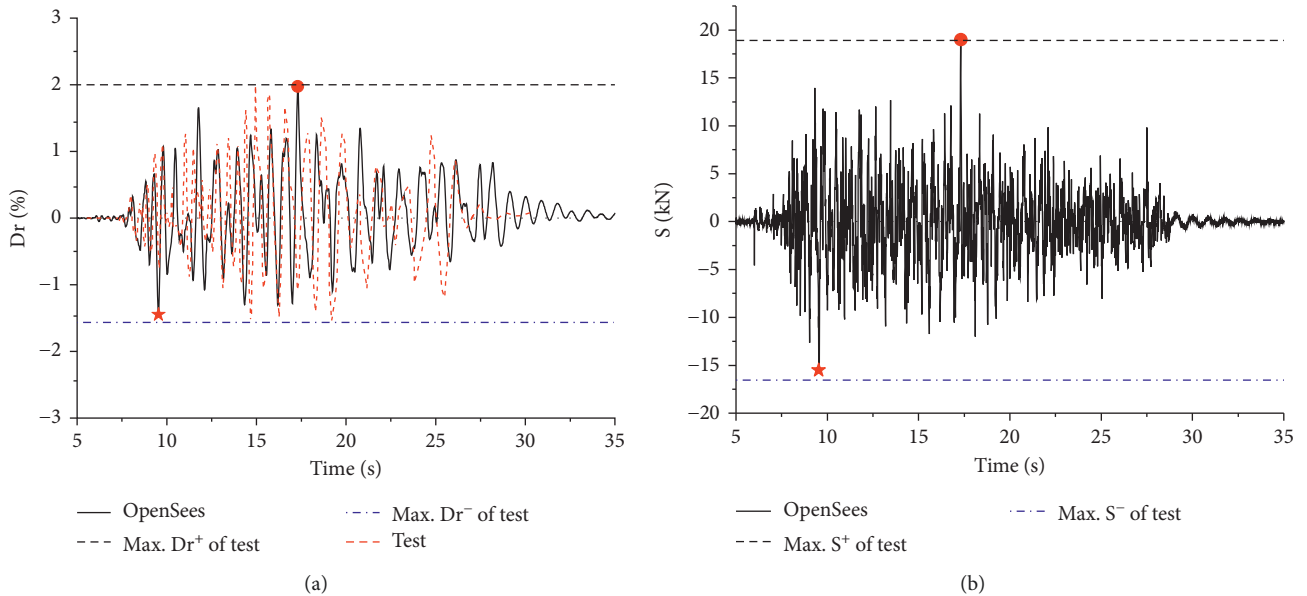 3
2
1
0
−1
−2
−3
Dr (%)
5 10 15 20 25 30 35
Time (s)
OpenSees
Max. Dr⁺ of test
Max. Dr⁻ of test
Test
(a)
20
15
10
5
0
−5
−10
−15
−20
S (kN)
5 10 15 20 25 30 35
Time (s)
OpenSees
Max. S⁺ of test
Max. S⁻ of test
(b)